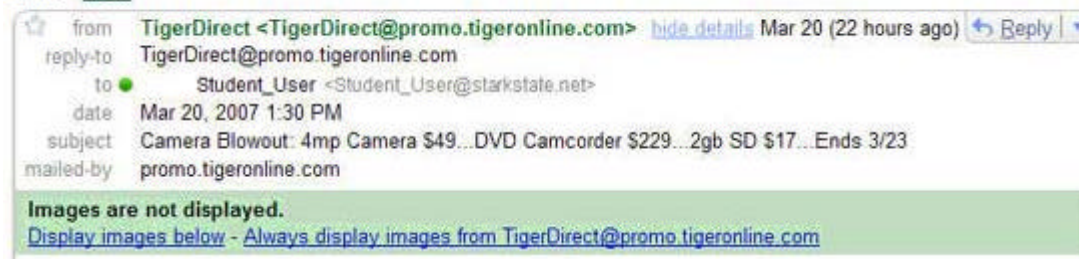 from TigerDirect <TigerDirect@promo.tigeronline.com> hide details Mar 20 (22 hours ago) Reply
reply-to TigerDirect@promo.tigeronline.com
to Student_User <Student_User@starkstate.net>
date Mar 20, 2007 1:30 PM
subject Camera Blowout: 4mp Camera $49...DVD Camcorder $229...2gb SD $17...Ends 3/23
mailed-by promo.tigeronline.com
Images are not displayed.
Display images below - Always display images from TigerDirect@promo.tigeronline.com